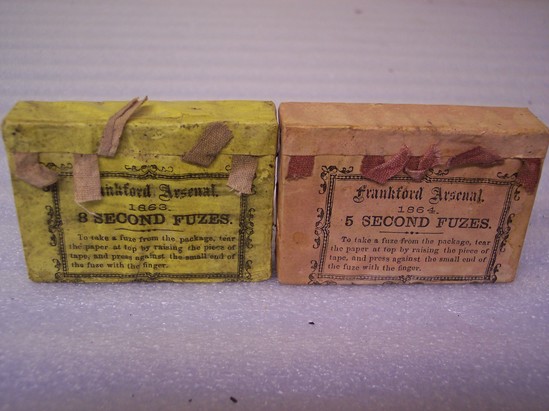 Frankford Arsenal.
1863.
8 SECOND FUZES.
To take a fuze from the package, tear
the paper at top by raising the piece of
tape, and press against the small end of
the fuze with the finger.
Frankford Arsenal.
1864.
5 SECOND FUZES.
To take a fuze from the package, tear
the paper at top by raising the piece of
tape, and press against the small end of
the fuze with the finger.